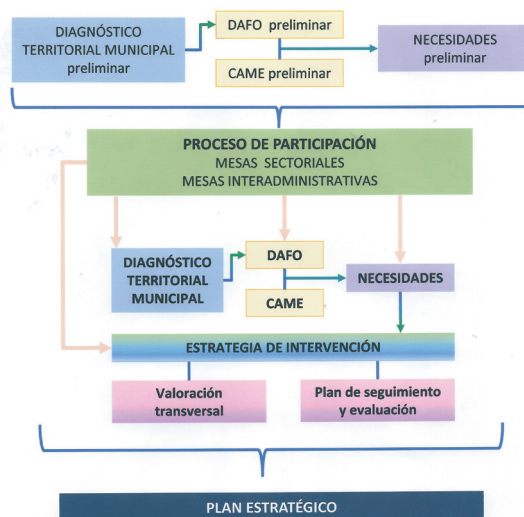 DIAGNÓSTICO
TERRITORIAL MUNICIPAL
preliminar
DAFO preliminar
CAME preliminar
NECESIDADES
preliminar
PROCESO DE PARTICIPACIÓN
MESAS SECTORIALES
MESAS INTERADMINISTRATIVAS
DIAGNÓSTICO
TERRITORIAL
MUNICIPAL
DAFO
CAME
NECESIDADES
ESTRATEGIA DE INTERVENCIÓN
Valoración
transversal
Plan de seguimiento
y evaluación
PLAN ESTRATÉGICO